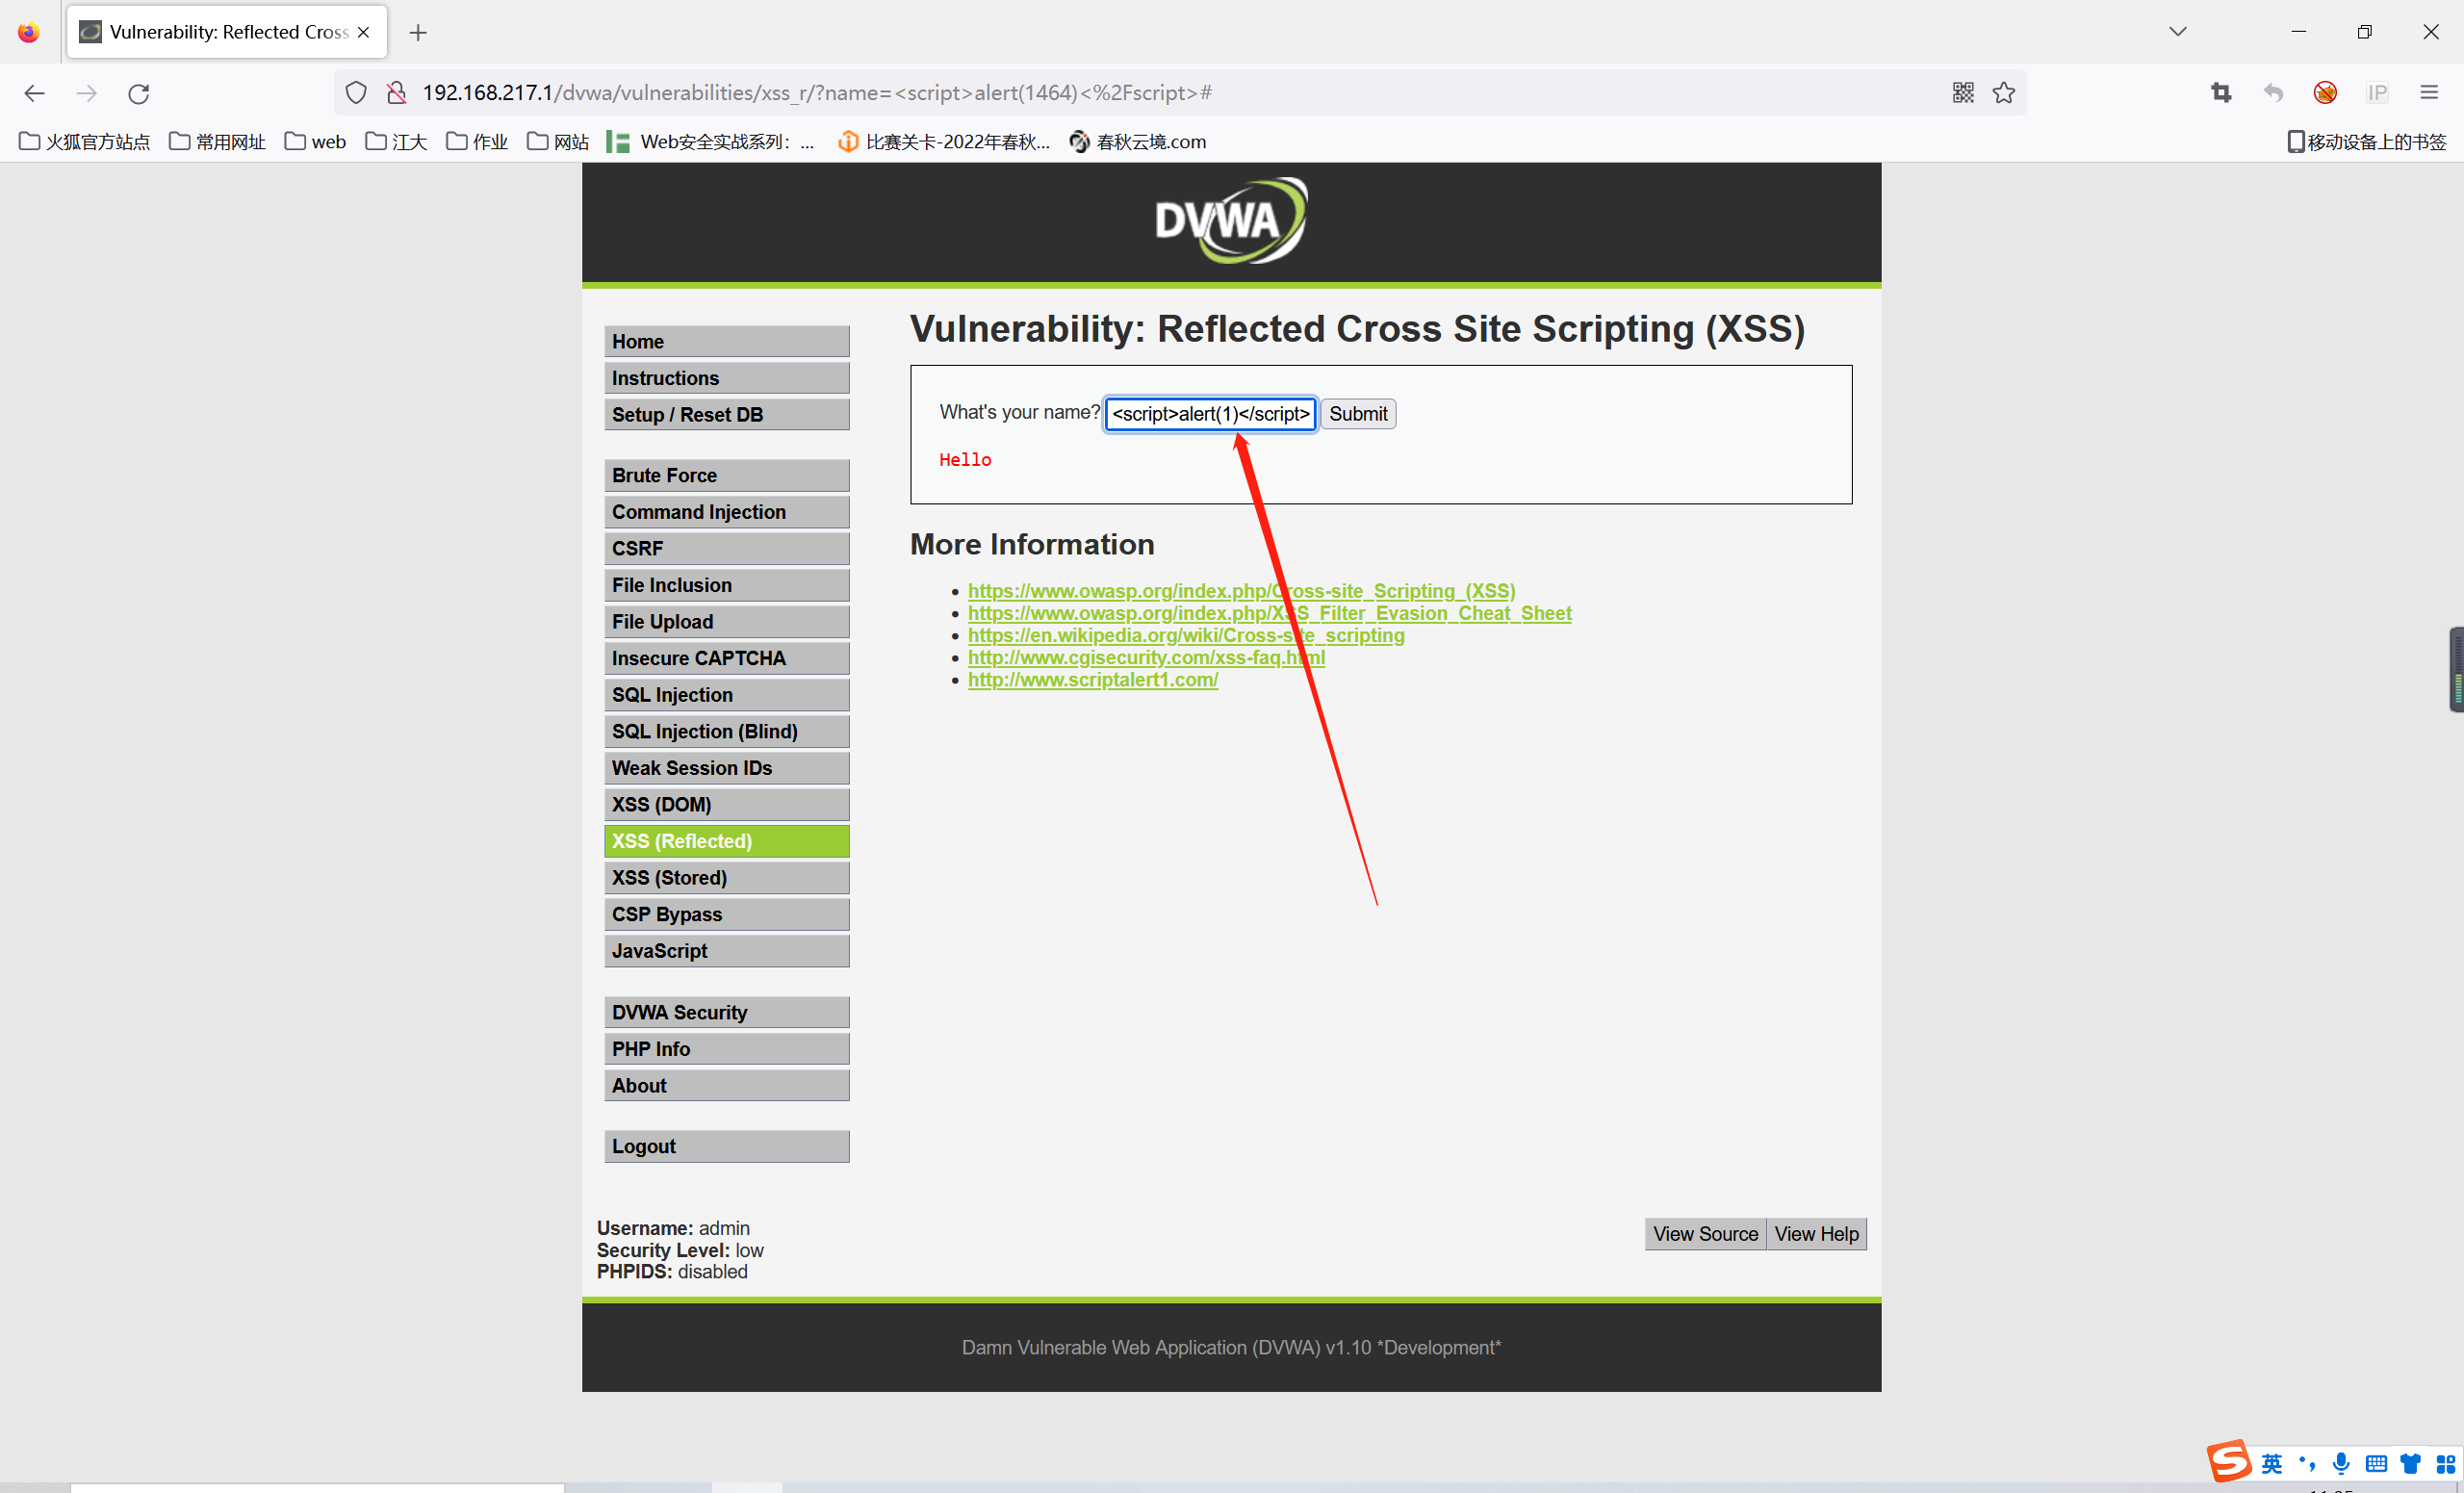 Vulnerability: Reflected Cross
192.168.217.1/dvwa/vulnerabilities/xss_r/?name=<script>alert(1464)<%2Fscript>#
IP
火狐官方站点 常用网址 web 江大 作业 网站 Web安全实战系列：... 比赛关卡-2022年春秋... 春秋云境.com 移动设备上的书签
DVWA
Vulnerability: Reflected Cross Site Scripting (XSS)
What's your name? <script>alert(1)</script> Submit
Hello
More Information
https://www.owasp.org/index.php/Cross-site_Scripting_(XSS)
https://www.owasp.org/index.php/XSS_Filter_Evasion_Cheat_Sheet
https://en.wikipedia.org/wiki/Cross-site_scripting
http://www.cgisecurity.com/xss-faq.html
http://www.scriptalert1.com/
Home
Instructions
Setup / Reset DB
Brute Force
Command Injection
CSRF
File Inclusion
File Upload
Insecure CAPTCHA
SQL Injection
SQL Injection (Blind)
Weak Session IDs
XSS (DOM)
XSS (Reflected)
XSS (Stored)
CSP Bypass
JavaScript
DVWA Security
PHP Info
About
Logout
Username: admin
Security Level: low
PHPIDS: disabled
View Source View Help
Damn Vulnerable Web Application (DVWA) v1.10 *Development*
S 英